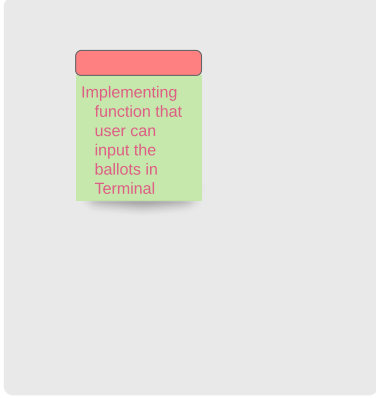 Implementing
function that
user can
input the
ballots in
Terminal